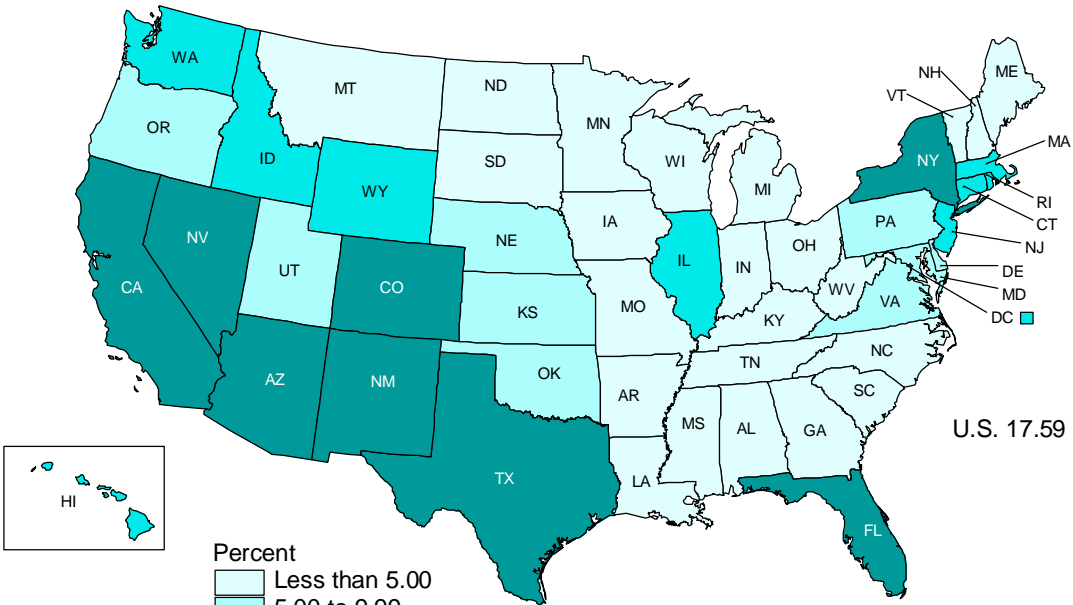 WA
MT
ND
MN
OR
ID
SD
WI
MI
NH
VT
ME
MA
NY
RI
CT
NJ
WY
IA
NE
PA
NV
UT
CO
IL
IN
OH
DE
MD
DC
CA
KS
MO
WV
VA
KY
AZ
NM
OK
AR
TN
NC
SC
MS
AL
GA
U.S. 17.59
TX
LA
FL
HI
Percent
Less than 5.00